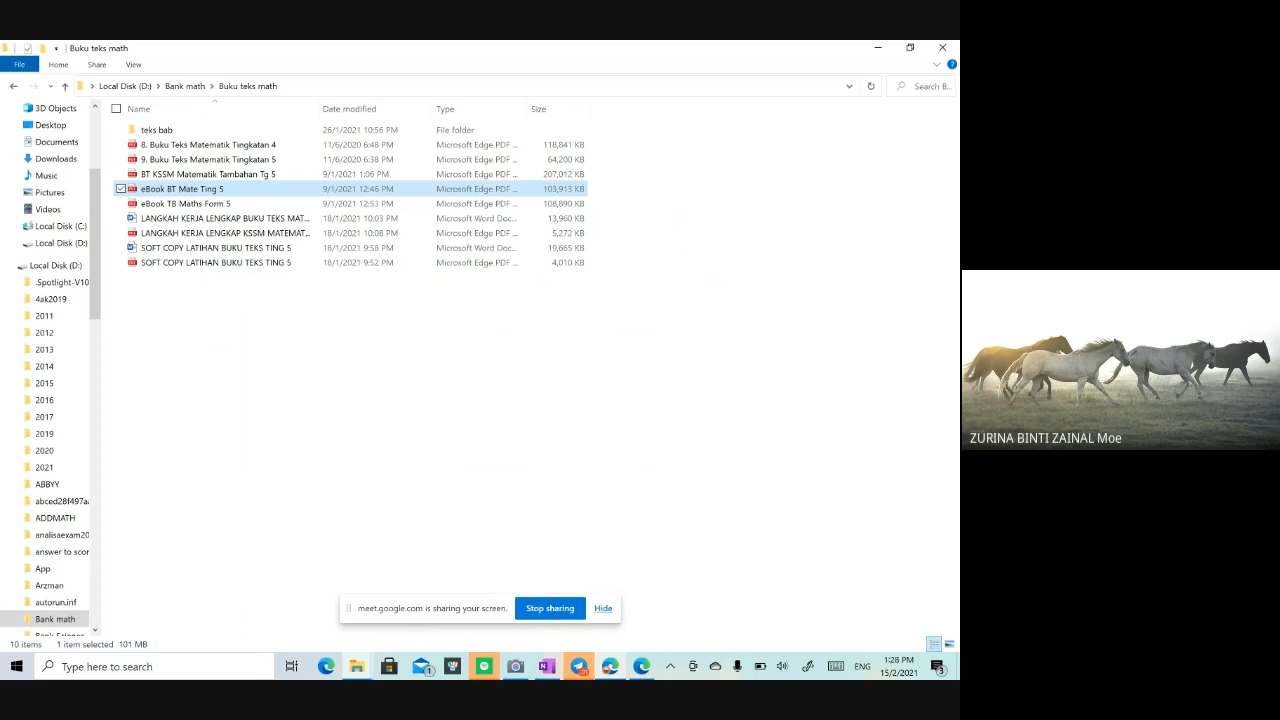 Buku teks math
File Home Share View
Local Disk (D:) Bank math Buku teks math Search B...
Name Date modified Type Size
teks bab 26/1/2021 10:56 PM File folder
8. Buku Teks Matematik Tingkatan 4 11/6/2020 6:48 PM Microsoft Edge PDF ... 118,841 KB
9. Buku Teks Matematik Tingkatan 5 11/6/2020 6:38 PM Microsoft Edge PDF ... 64,200 KB
BT KSSM Matematik Tambahan Tg 5 9/1/2021 1:06 PM Microsoft Edge PDF ... 207,012 KB
eBook BT Mate Ting 5 9/1/2021 12:46 PM Microsoft Edge PDF ... 103,913 KB
eBook TB Maths Form 5 9/1/2021 12:53 PM Microsoft Edge PDF ... 108,890 KB
LANGKAH KERJA LENGKAP BUKU TEKS MAT... 18/1/2021 10:03 PM Microsoft Word Doc... 13,960 KB
LANGKAH KERJA LENGKAP KSSM MATEMAT... 18/1/2021 10:08 PM Microsoft Edge PDF ... 5,272 KB
SOFT COPY LATIHAN BUKU TEKS TING 5 18/1/2021 9:58 PM Microsoft Word Doc... 19,665 KB
SOFT COPY LATIHAN BUKU TEKS TING 5 18/1/2021 9:52 PM Microsoft Edge PDF ... 4,010 KB
3D Objects
Desktop
Documents
Downloads
Music
Pictures
Videos
Local Disk (C:)
Local Disk (D:)
Local Disk (D:)
.Spotlight-V10
4ak2019
2011
2012
2013
2014
2015
2016
2017
2019
2020
2021
ABBYY
abced28f497aa
ADDMATH
analisaexam20
answer to scor
App
Arzman
autorun.inf
Bank math
Bank Science
meet.google.com is sharing your screen. Stop sharing Hide
10 items 1 item selected 101 MB
Type here to search
ENG
1:28 PM
15/2/2021
3
ZURINA BINTI ZAINAL Moe